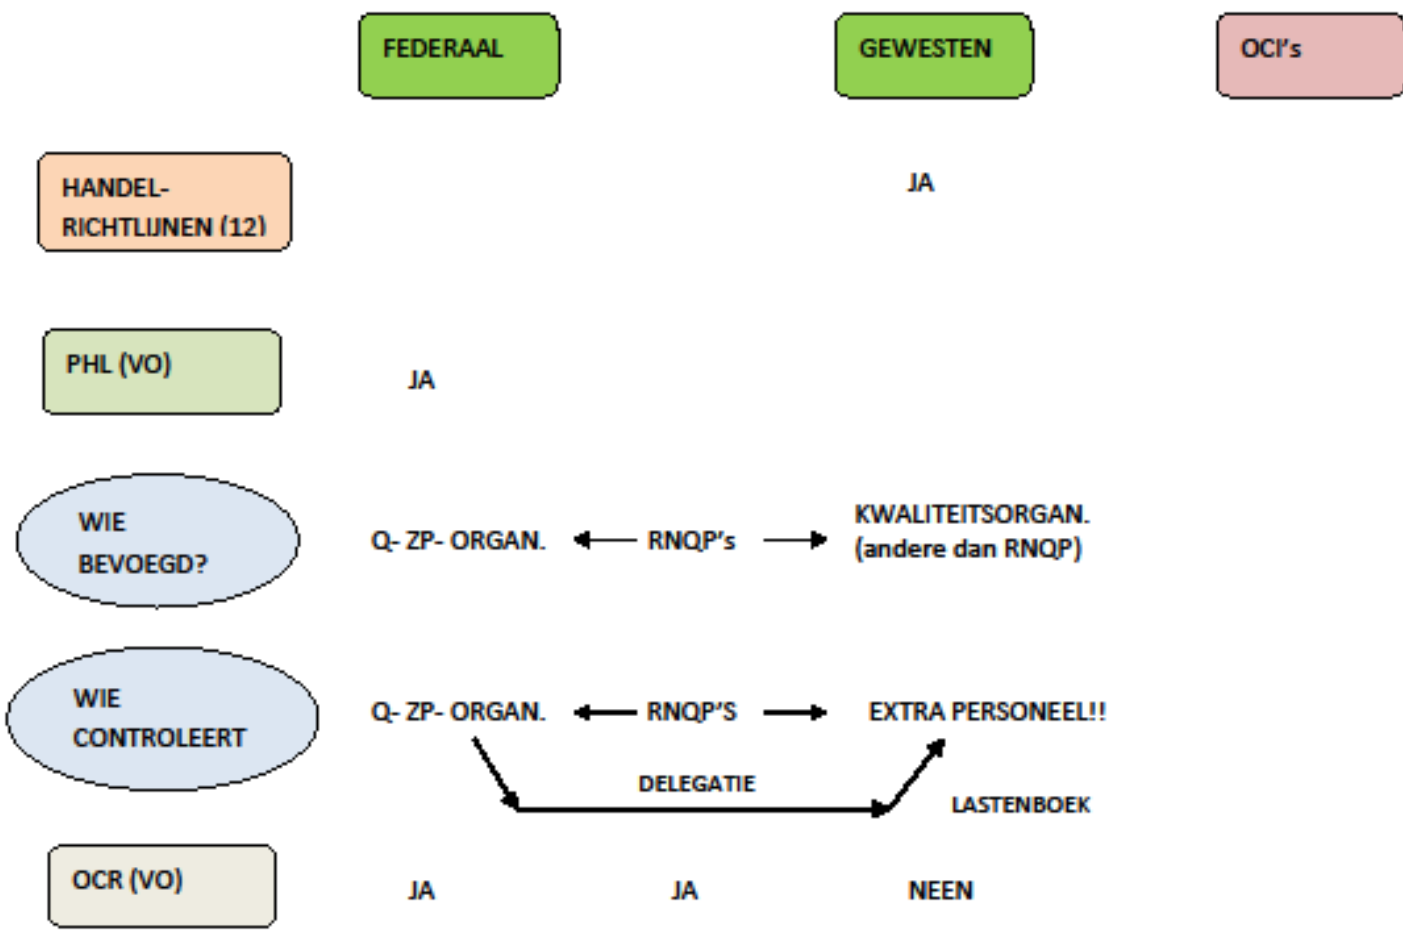 FEDERAAL
GEWESTEN
OCI's
HANDEL-
RICHTLIJNEN (12)
JA
PHL (VO)
JA
WIE
BEVOEGD?
Q- ZP- ORGAN.
RNQP's
KWALITEITSORGAN.
(andere dan RNQP)
WIE
CONTROLEERT
Q- ZP- ORGAN.
RNQP'S
EXTRA PERSONEEL!!
DELEGATIE
LASTENBOEK
OCR (VO)
JA
JA
NEEN